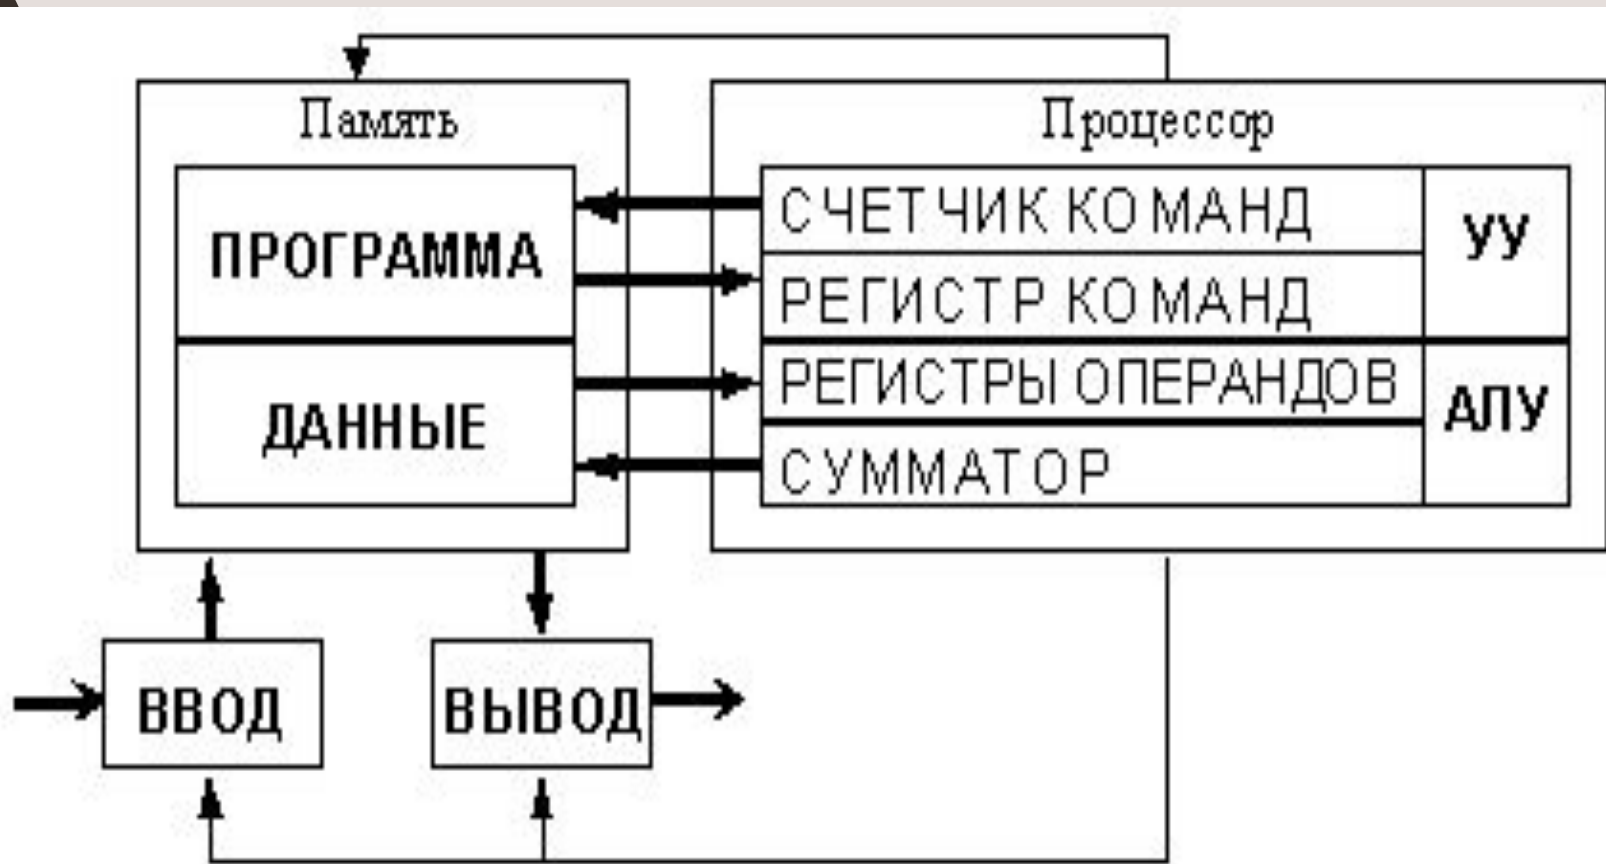 Память
Процессор
ПРОГРАММА
ДАННЫЕ
СЧЕТЧИК КОМАНД
РЕГИСТР КОМАНД
РЕГИСТРЫ ОПЕРАНДОВ
СУММАТОР
УУ
АЛУ
ВВОД
ВЫВОД